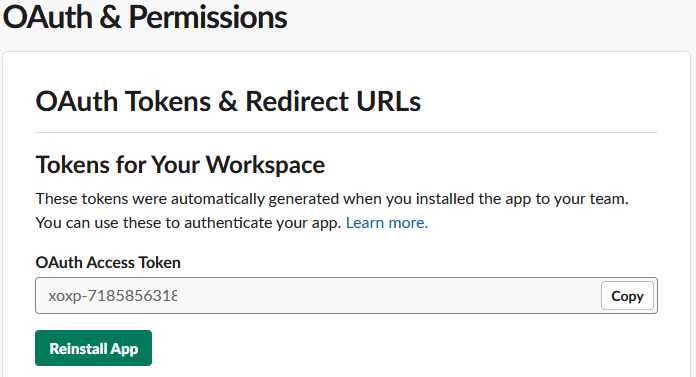 OAuth & Permissions
OAuth Tokens & Redirect URLs
Tokens for Your Workspace
These tokens were automatically generated when you installed the app to your team.
You can use these to authenticate your app. Learn more.
OAuth Access Token
xoxp-7185856318
Copy
Reinstall App